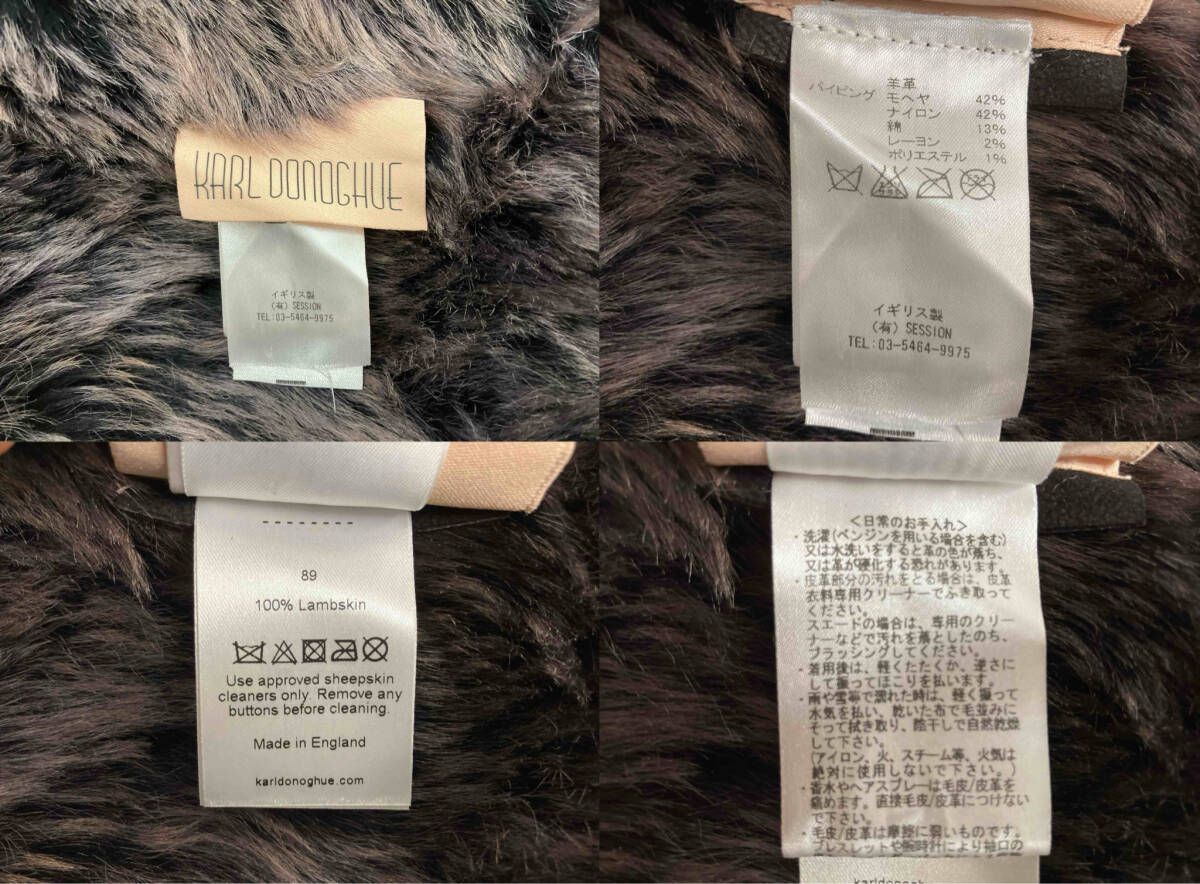 KARL DONOGHUE
イギリス製
(有) SESSION
TEL:03-5464-9975
羊革
パイピング モヘヤ 42%
ナイロン 42%
綿 13%
レーヨン 2%
ポリエステル 1%
イギリス製
(有) SESSION
TEL:03-5464-9975
89
100% Lambskin
Use approved sheepskin
cleaners only. Remove any
buttons before cleaning.
Made in England
karldonoghue.com
<日常のお手入れ>
・洗濯(ベンジンを用いる場合を含む)
又は水洗いをすると革の色が落ち、
又は革が硬化する恐れがあります。
・皮革部分の汚れをとる場合は、皮革
衣料専用クリーナーでふき取って
ください。
スエードの場合は、専用のクリー
ナーなどで汚れを落としたのち、
ブラッシングしてください。
・着用後は、軽くたたくか、逆さに
して振ってほこりを払います。
・雨や雪等で濡れた時は、軽く振って
水気を払い、乾いた布で毛並みに
そって拭き取り、陰干しで自然乾燥
して下さい。
(アイロン、火、スチーム等、火気は
絶対に使用しないで下さい。)
・香水やヘアスプレーは毛皮/皮革を
痛めます。直接毛皮/皮革につけない
で下さい。
・毛皮/皮革は摩擦に弱いものです。
ブレスレットや腕時計により袖口の
karldonogh